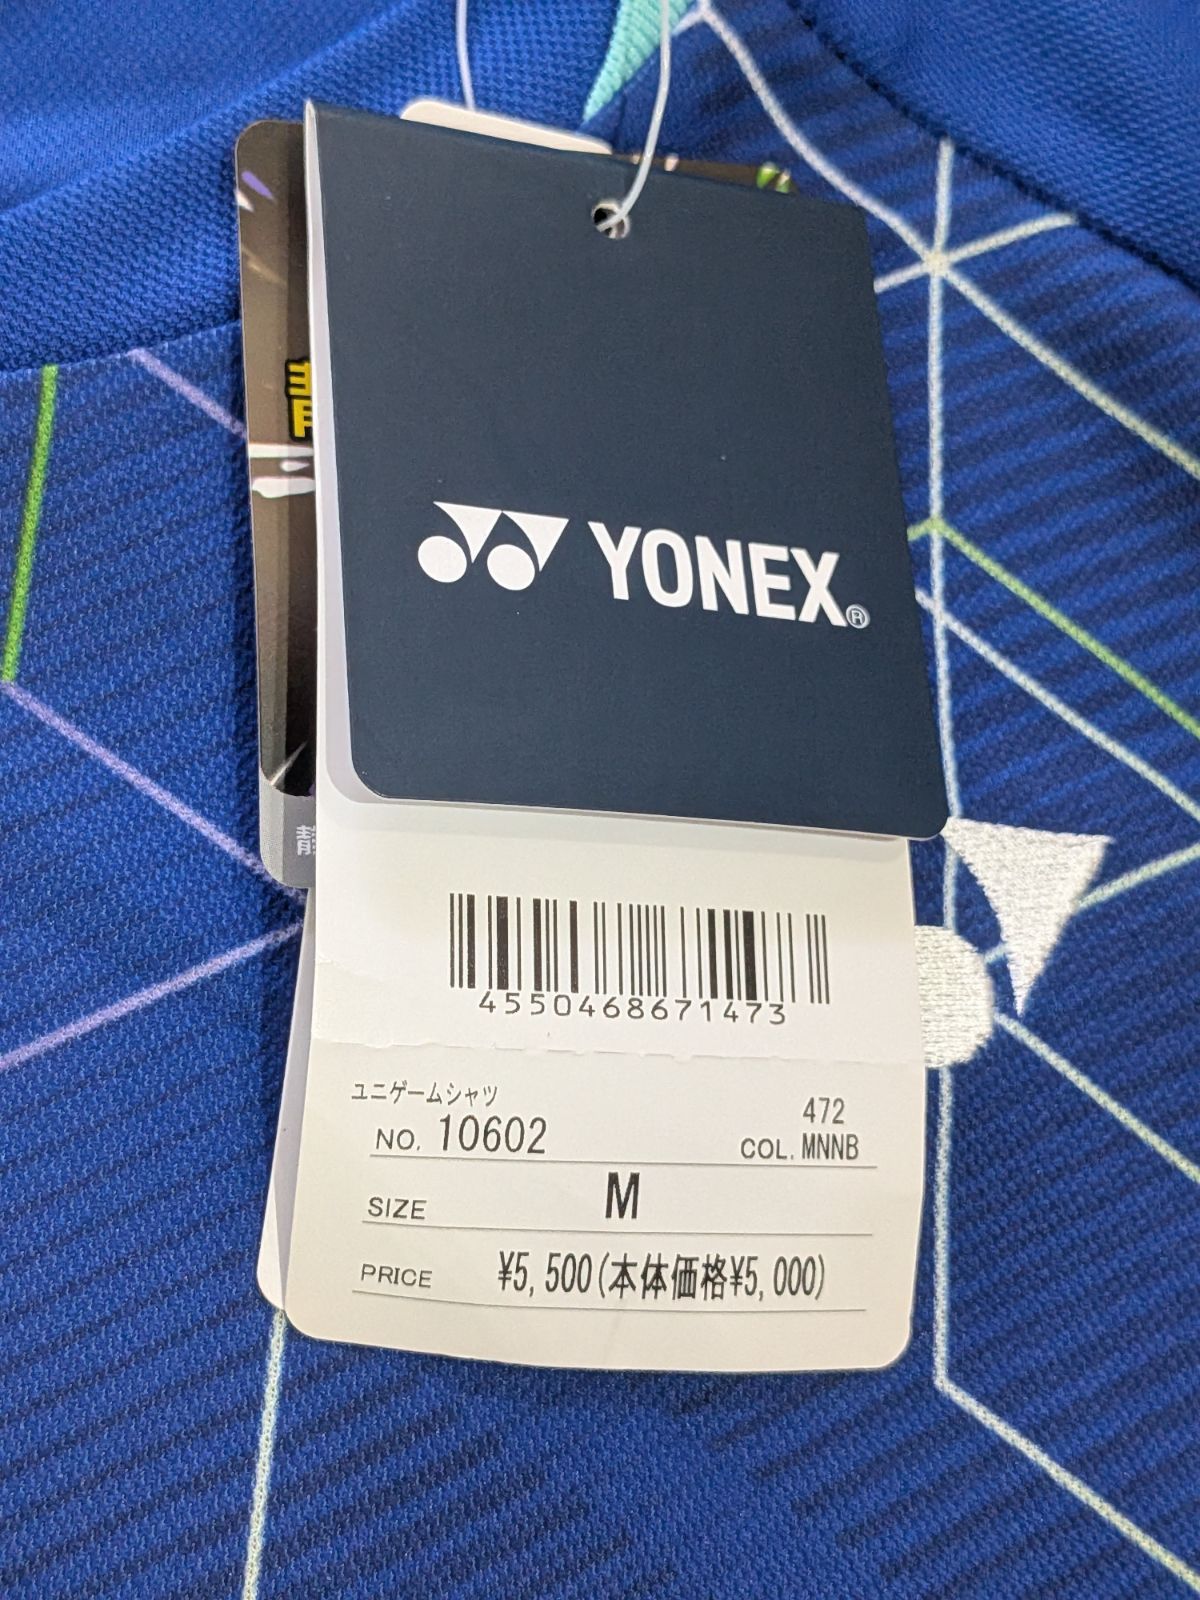 YONEX®
4550468671473
ユニゲームシャツ
NO. 10602
472
COL. MNNB
SIZE M
PRICE ¥5,500(本体価格¥5,000)